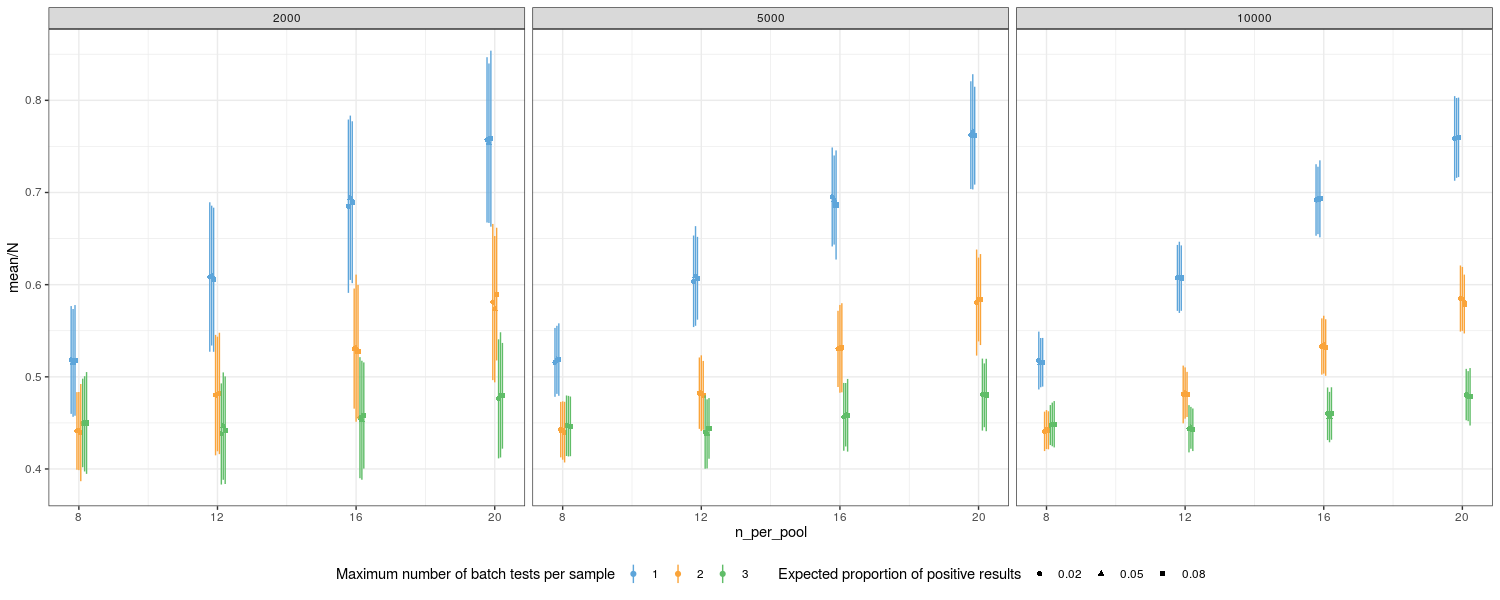 2000 5000 10000
mean/N
0.8
0.7
0.6
0.5
0.4
8 12 16 20 8 12 16 20 8 12 16 20
n_per_pool
Maximum number of batch tests per sample 1 2 3 Expected proportion of positive results 0.02 0.05 0.08